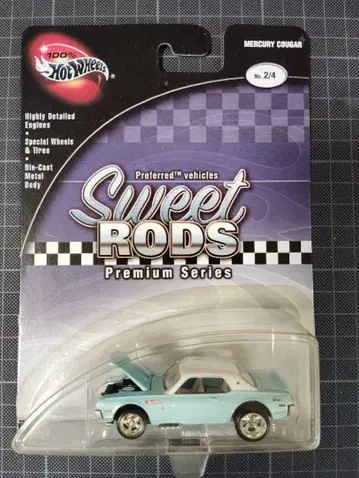 100%
Hot Wheels
MERCURY COUGAR
No. 2/4
Highly Detailed
Engines
•
Special Wheels
& Tires
•
Die-Cast
Metal
Body
Preferred™ vehicles
Sweet
RODS
Premium Series